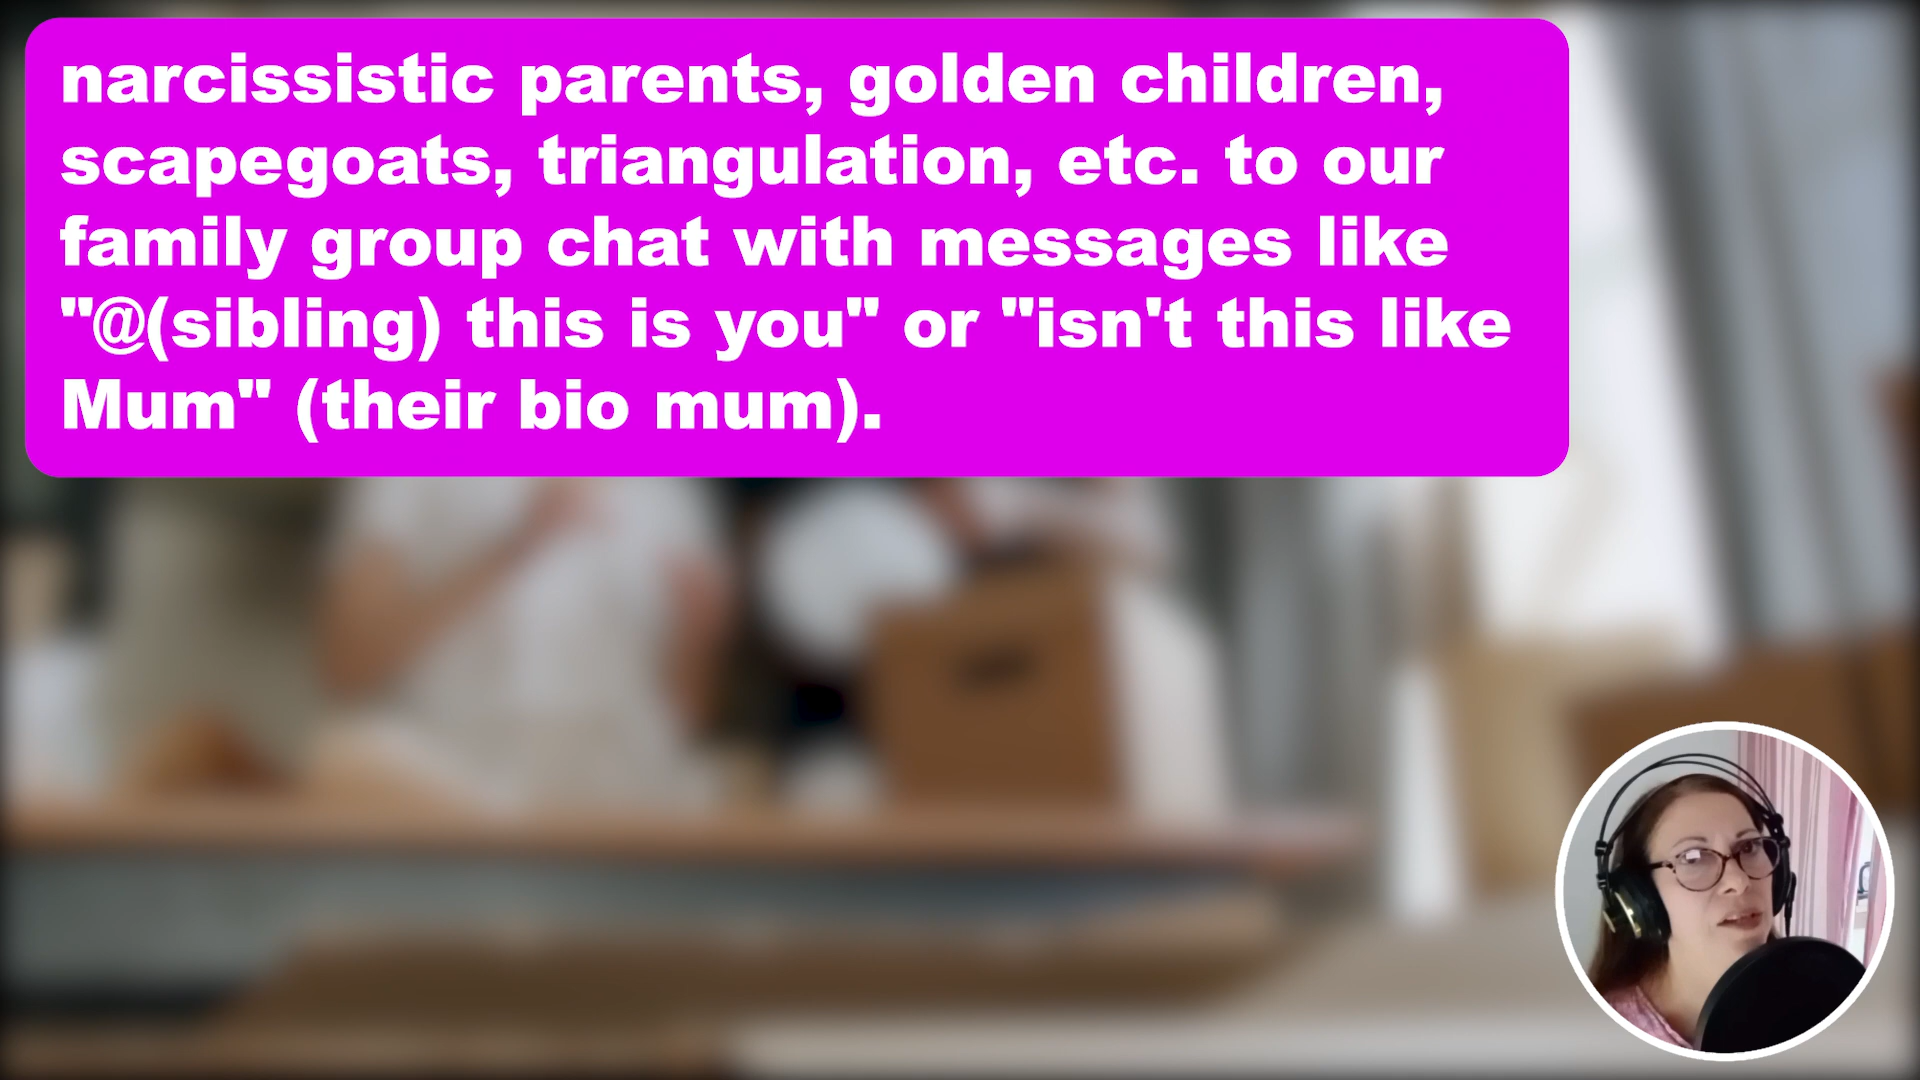 narcissistic parents, golden children,
scapegoats, triangulation, etc. to our
family group chat with messages like
"@(sibling) this is you" or "isn't this like
Mum" (their bio mum).